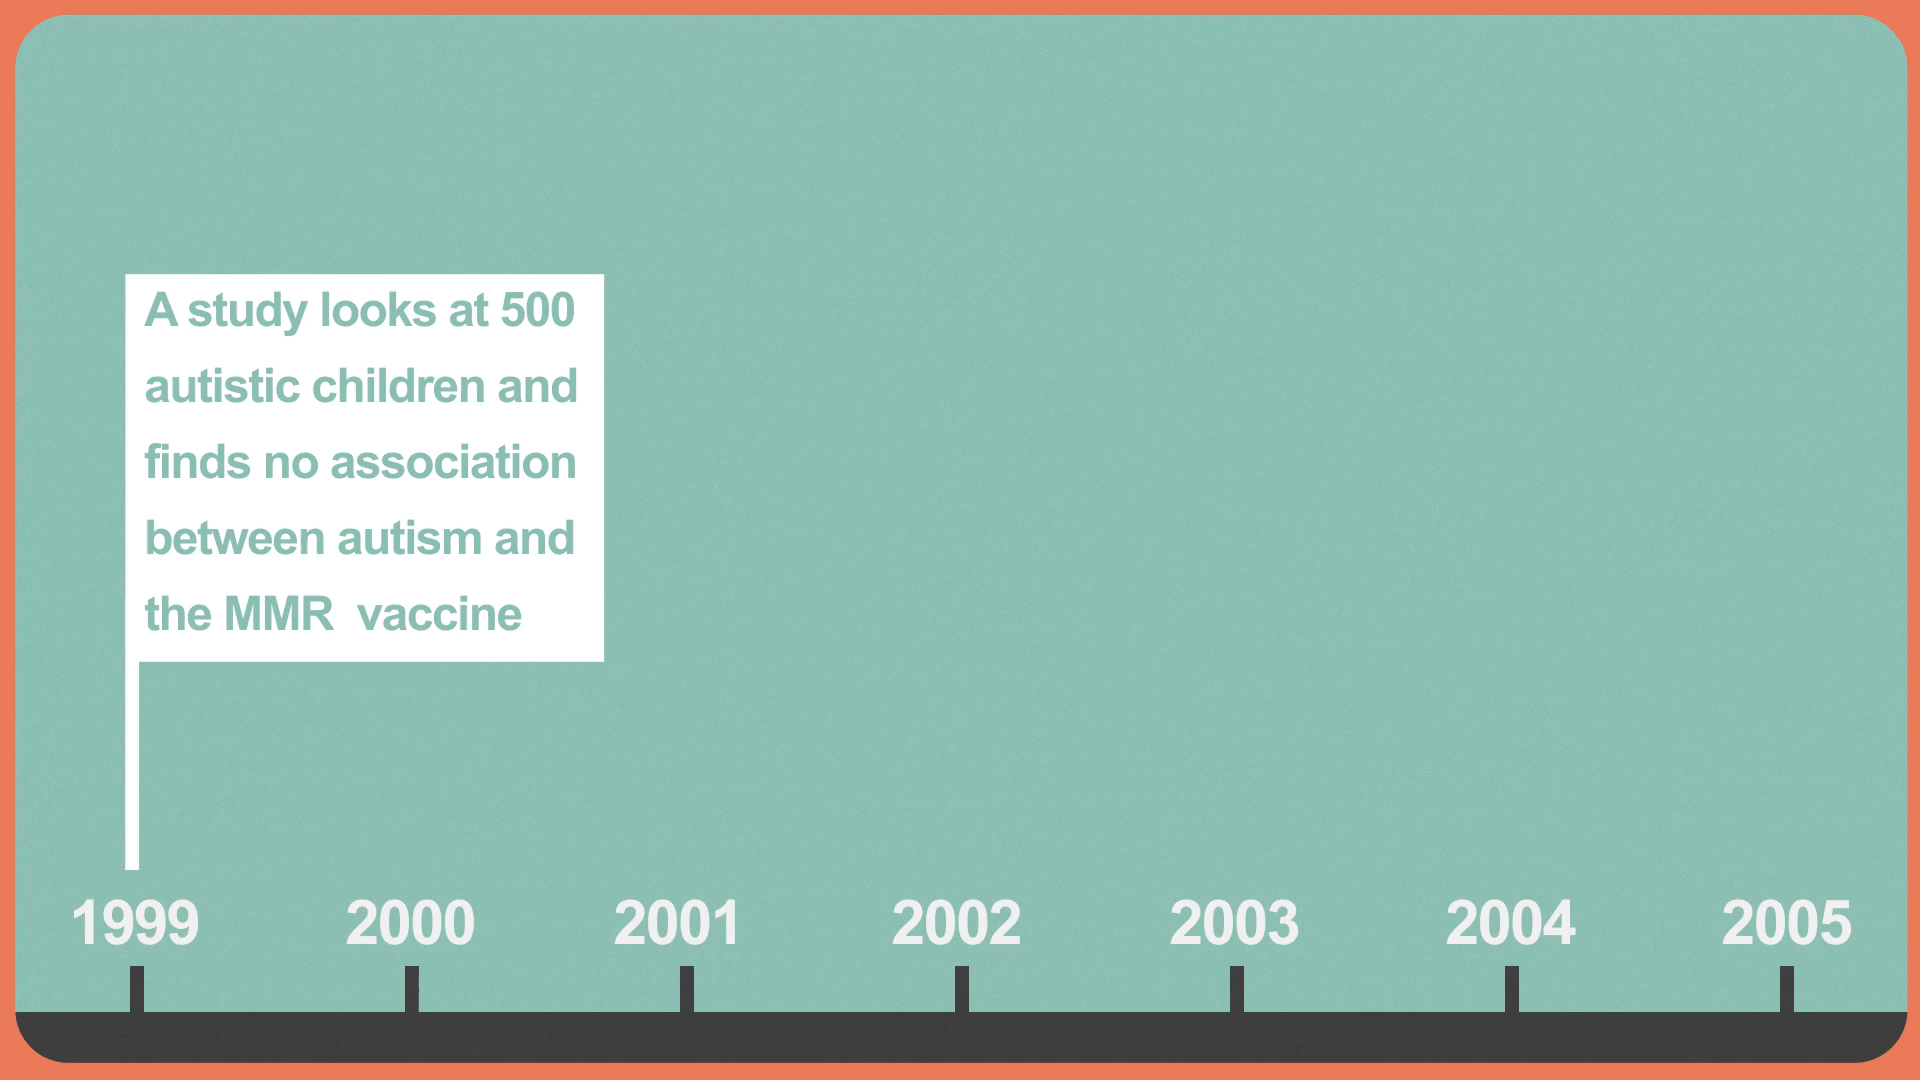 A study looks at 500
autistic children and
finds no association
between autism and
the MMR  vaccine
1999 2000 2001 2002 2003 2004 2005